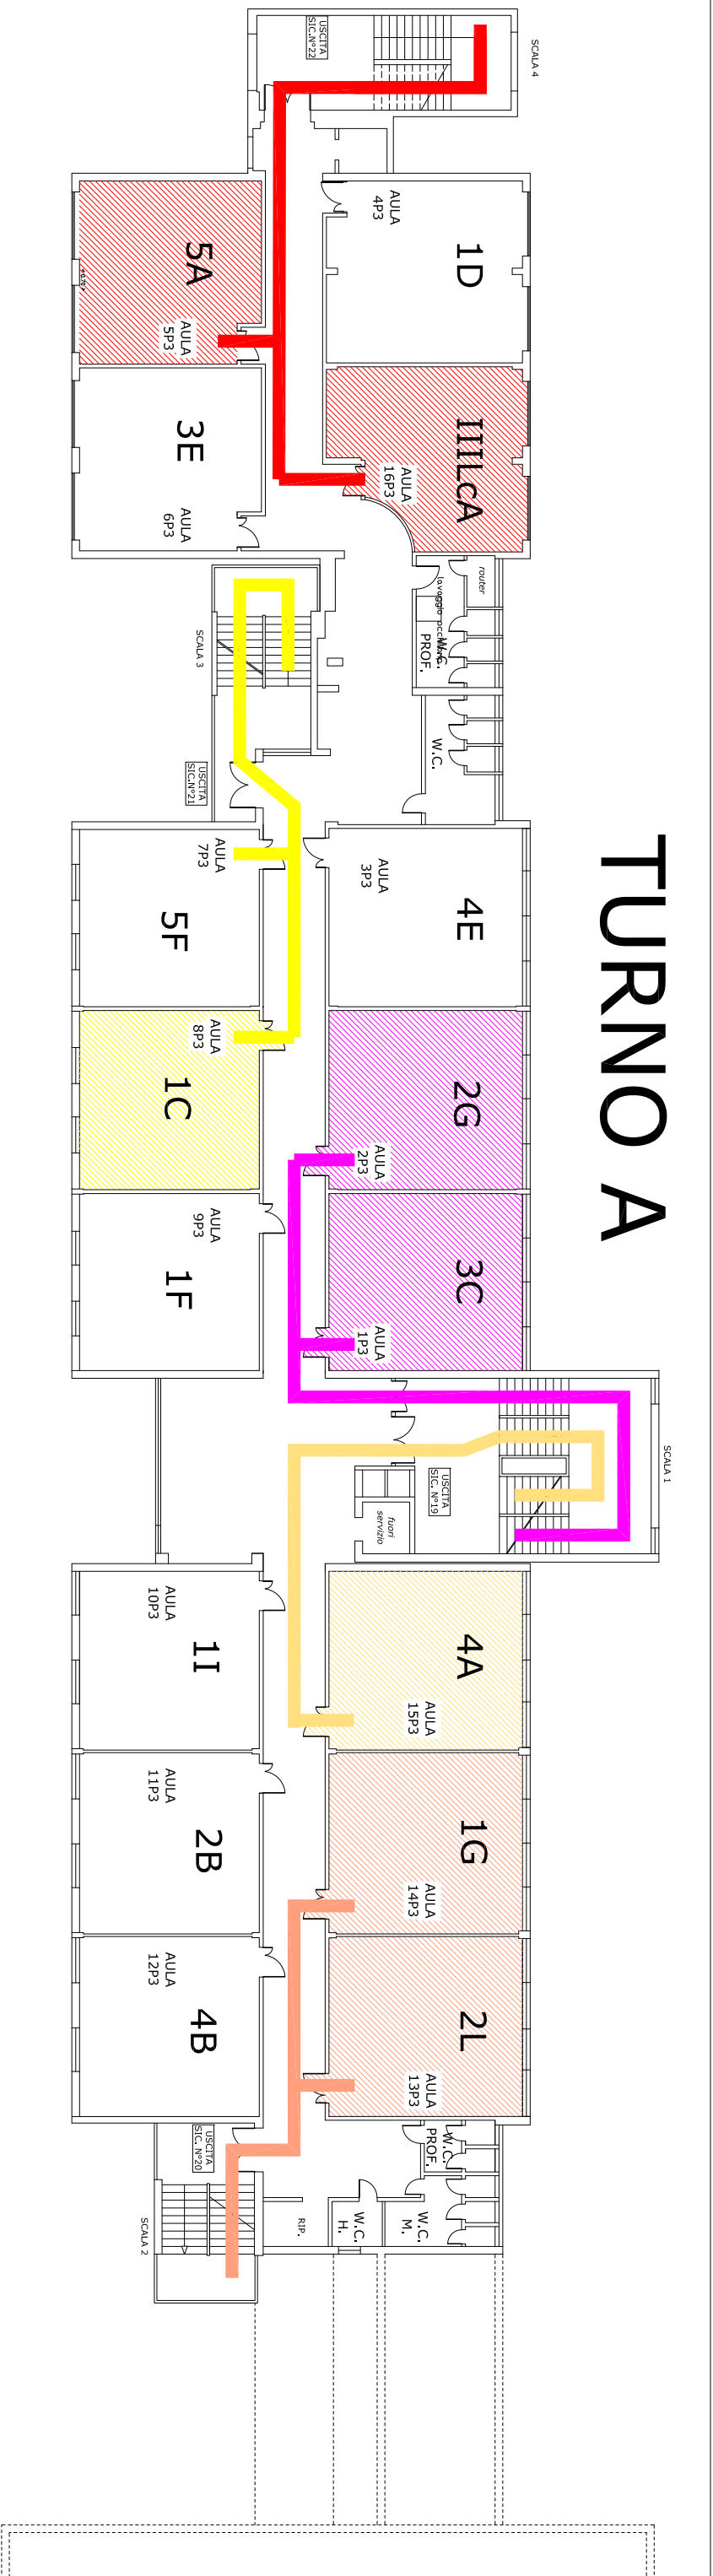 TURNO A
SCALA 4
USCITA
SIC.N°22
AULA
4P3
1D
5A
AULA
5P3
IIILcA
AULA
16P3
3E
AULA
6P3
router
lavaggio occhi
W.C.
PROF.
SCALA 3
W.C.
USCITA
SIC.N°21
AULA
7P3
5F
AULA
3P3
4E
AULA
8P3
1C
2G
AULA
2P3
AULA
9P3
1F
3C
AULA
1P3
SCALA 1
USCITA
SIC. N°19
fuori
servizio
AULA
10P3
1I
4A
AULA
15P3
AULA
11P3
2B
1G
AULA
14P3
AULA
12P3
4B
2L
AULA
13P3
USCITA
SIC. N°20
W.C.
PROF.
SCALA 2
RIP.
W.C.
H.
W.C.
M.